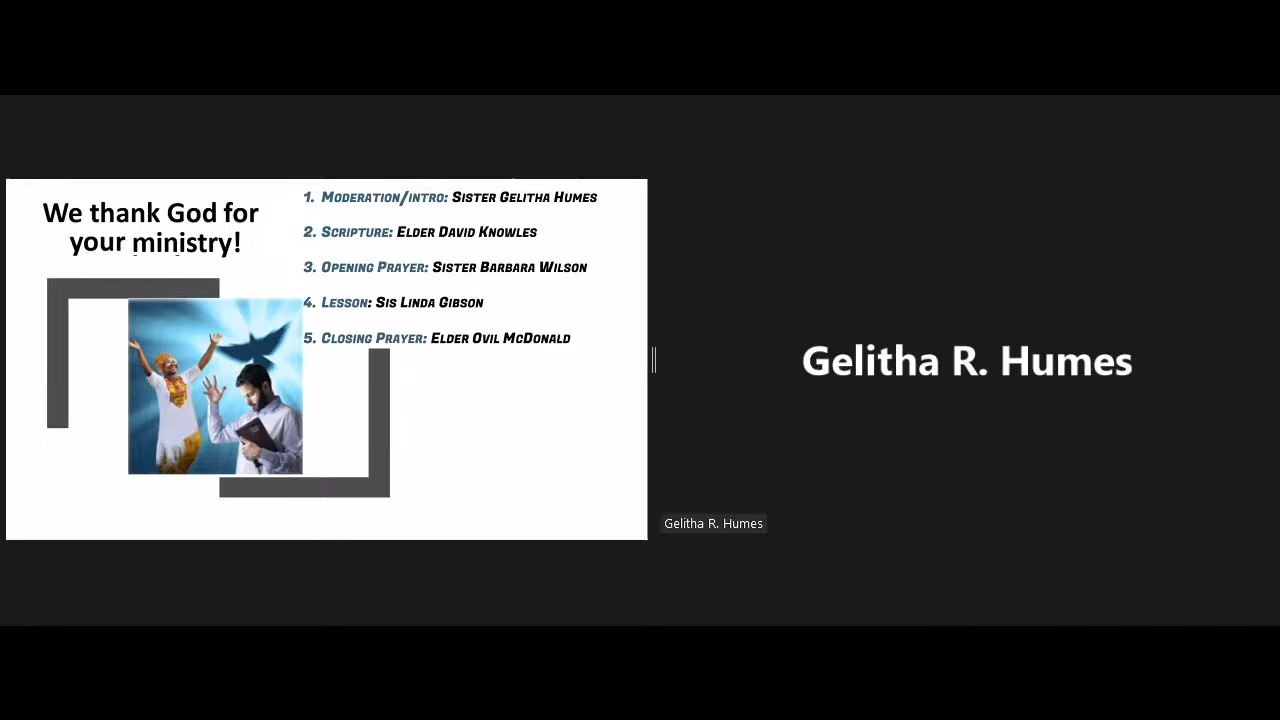 We thank God for
your ministry!
1. Moderation/intro: Sister Gelitha Humes
2. Scripture: Elder David Knowles
3. Opening Prayer: Sister Barbara Wilson
4. Lesson: Sis Linda Gibson
5. Closing Prayer: Elder Ovil McDonald
Gelitha R. Humes
Gelitha R. Humes